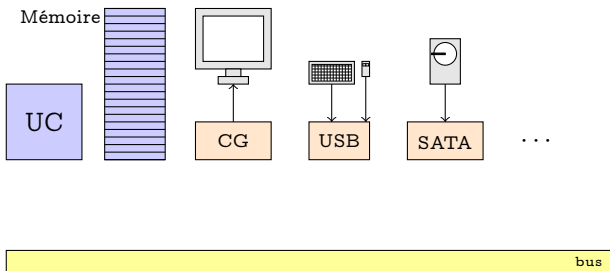 Mémoire
UC
CG
USB
SATA
...
bus